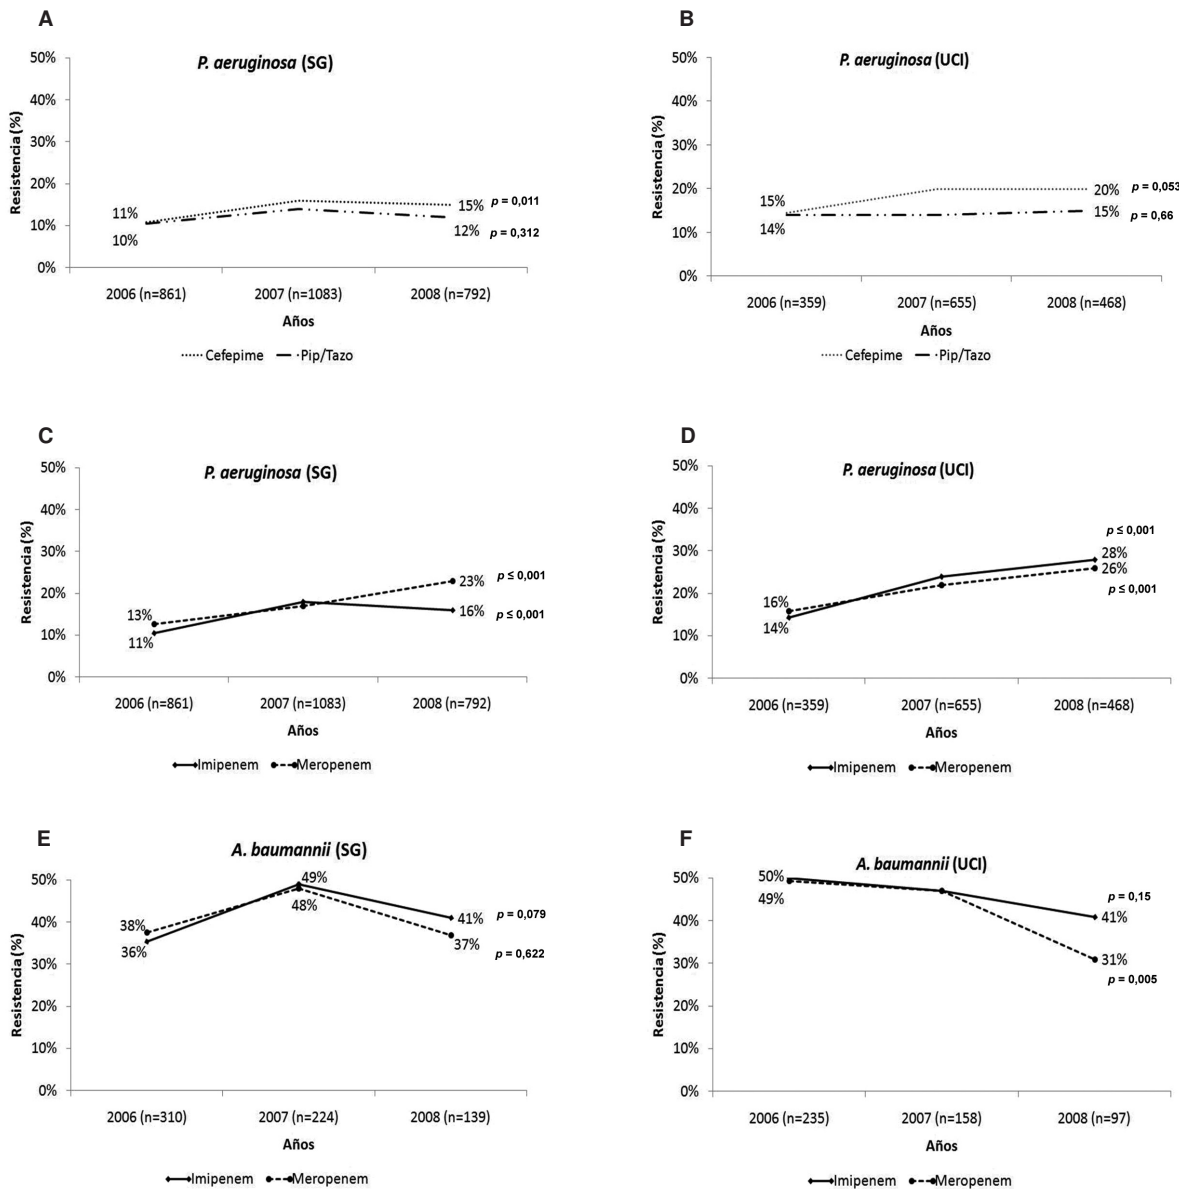 A
P. aeruginosa (SG)
Resistencia (%)
50%
40%
30%
20%
10%
0%
11%
10%
15%
p = 0,011
12%
p = 0,312
2006 (n=861) 2007 (n=1083) 2008 (n=792)
Años
Cefepime Pip/Tazo
B
P. aeruginosa (UCI)
Resistencia (%)
50%
40%
30%
20%
10%
0%
15%
14%
20%
p = 0,053
15%
p = 0,66
2006 (n=359) 2007 (n=655) 2008 (n=468)
Años
Cefepime Pip/Tazo
C
P. aeruginosa (SG)
Resistencia (%)
50%
40%
30%
20%
10%
0%
13%
11%
23%
p ≤ 0,001
16%
p ≤ 0,001
2006 (n=861) 2007 (n=1083) 2008 (n=792)
Años
Imipenem Meropenem
D
P. aeruginosa (UCI)
Resistencia (%)
50%
40%
30%
20%
10%
0%
16%
14%
p ≤ 0,001
28%
26%
p ≤ 0,001
2006 (n=359) 2007 (n=655) 2008 (n=468)
Años
Imipenem Meropenem
E
A. baumannii (SG)
Resistencia (%)
50%
40%
30%
20%
10%
0%
38%
36%
49%
48%
41%
p = 0,079
37%
p = 0,622
2006 (n=310) 2007 (n=224) 2008 (n=139)
Años
Imipenem Meropenem
F
A. baumannii (UCI)
Resistencia (%)
50%
40%
30%
20%
10%
0%
50%
49%
p = 0,15
41%
31%
p = 0,005
2006 (n=235) 2007 (n=158) 2008 (n=97)
Años
Imipenem Meropenem